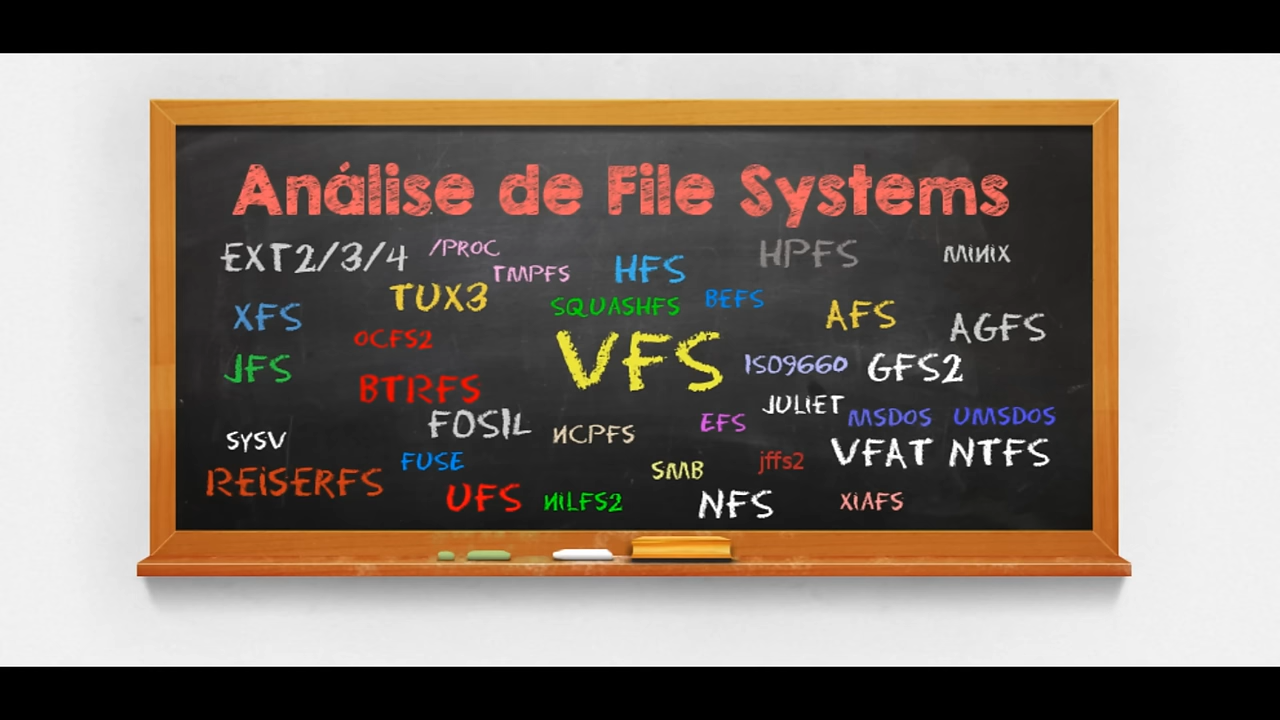 Análise de File Systems
EXT2/3/4 /PROC HPFS MINIX
TMPFS HFS
TUX3 SQUASHFS BEFS
XFS AFS AGFS
OCFS2 VFS
JFS ISO9660 GFS2
BTRFS JULIET
FOSIL NCPFS EFS MSDOS UMSDOS
SYSV VFAT NTFS
FUSE SMB jffs2
REISERFS UFS NILFS2 NFS XIAFS